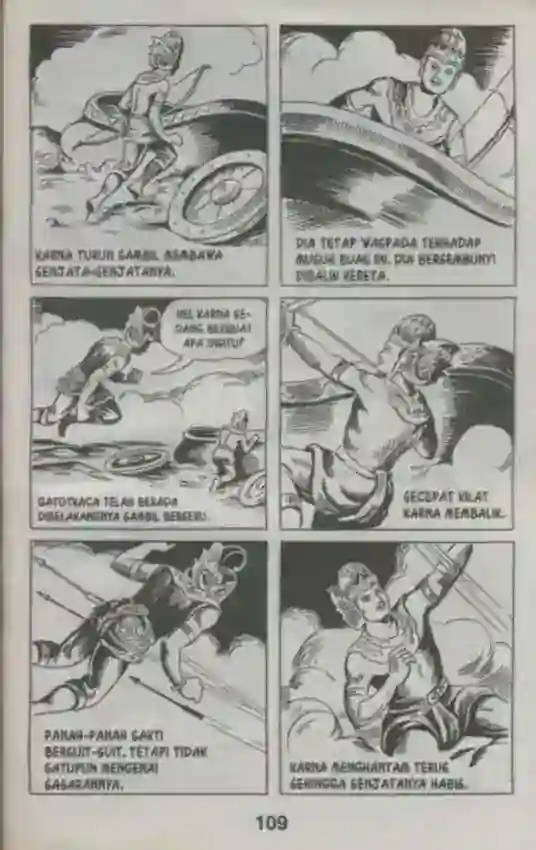 KARNA TURUN SAMBIL MEMBAWA
SENJATA-SENJATANYA.
DIA TETAP WASPADA TERHADAP
MUSUH BUAS INI. DIA BERSEMBUNYI
DIBALIK KERETA.
HEI, KARNA SE-
DANG BERBUAT
APA DISITU?
GATOTKACA TELAH BERADA
DIBELAKANGNYA SAMBIL BERSERU.
SECEPAT KILAT
KARNA MEMBALIK.
PANAH-PANAH SAKTI
BERSUIT-SUIT. TETAPI TIDAK
SATUPUN MENGENAI
SASARANNYA.
KARNA MENGHANTAM TERUS
SEHINGGA SENJATANYA HABIS.
109